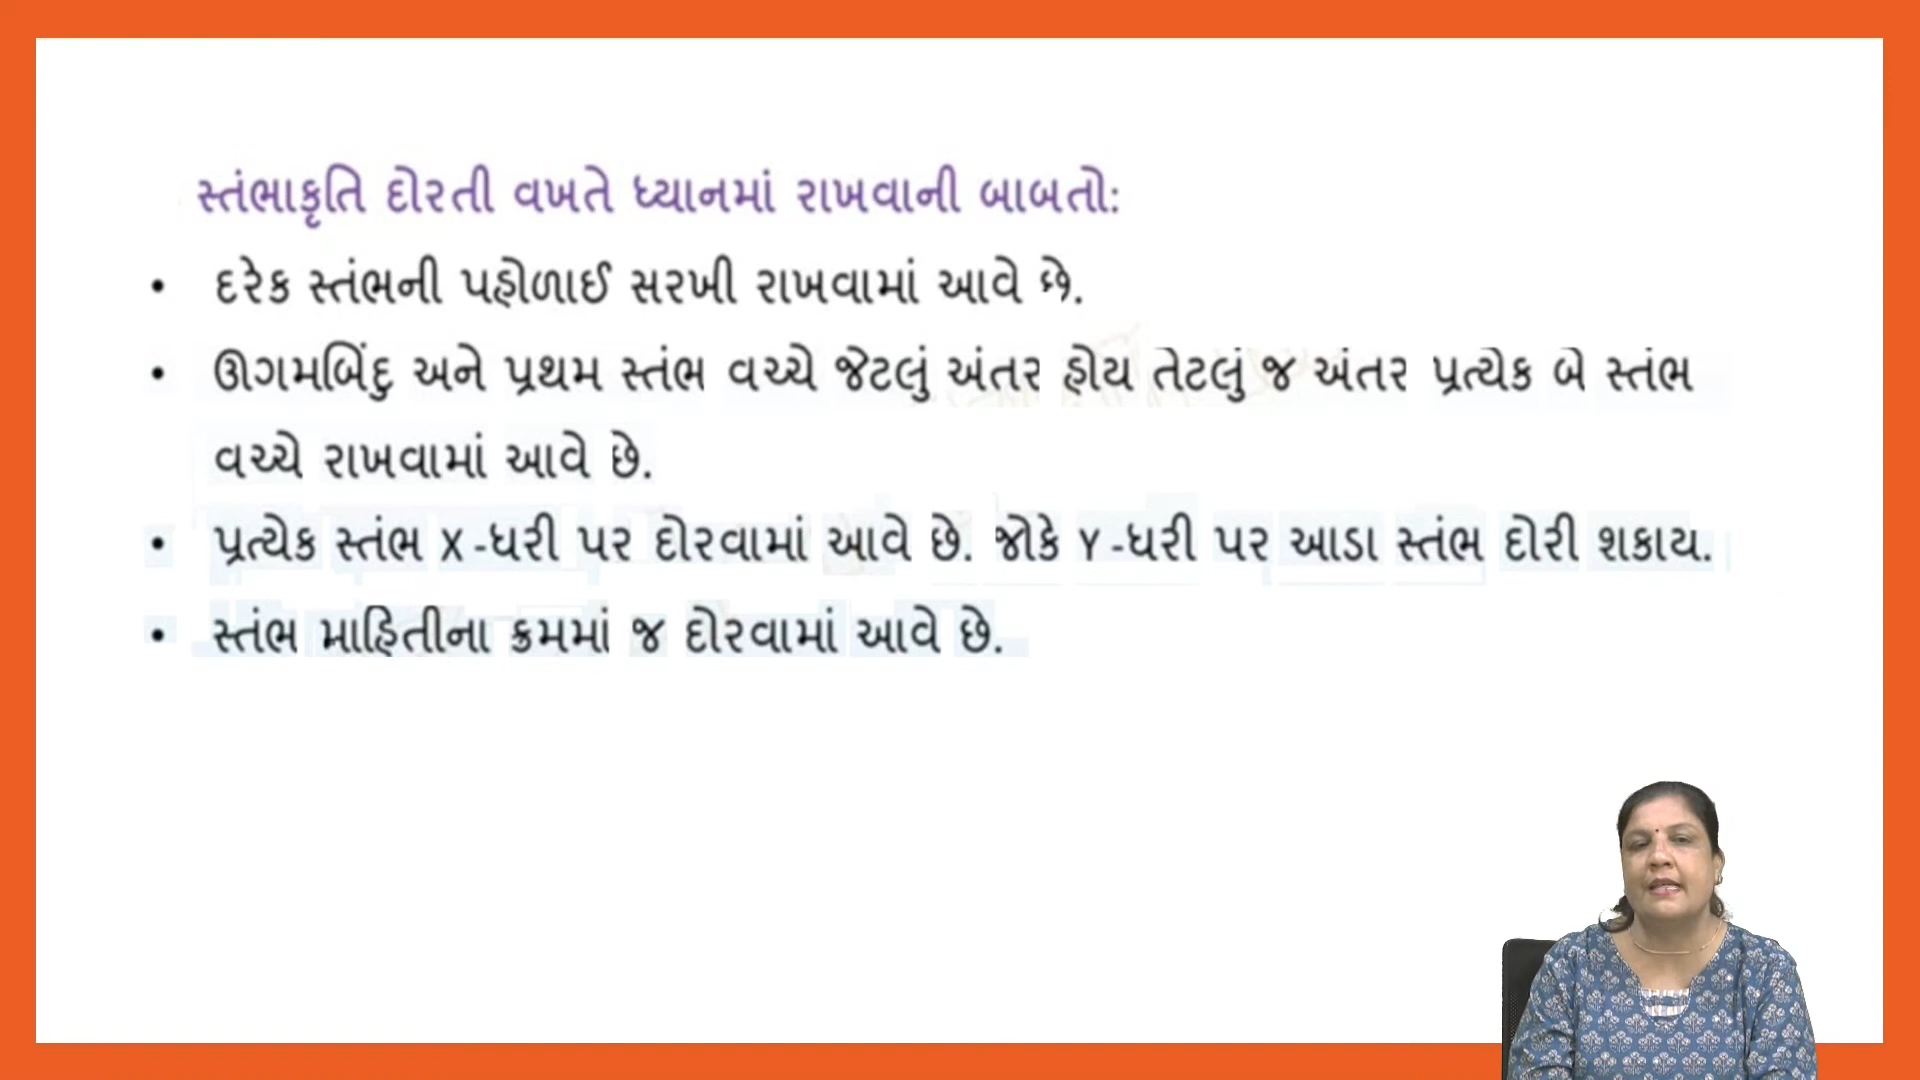 સ્તંભાકૃતિ દોરતી વખતે ધ્યાનમાં રાખવાની બાબતો:
• દરેક સ્તંભની પહોળાઈ સરખી રાખવામાં આવે છે.
• ઊગમબિંદુ અને પ્રથમ સ્તંભ વચ્ચે જેટલું અંતર હોય તેટલું જ અંતર પ્રત્યેક બે સ્તંભ
વચ્ચે રાખવામાં આવે છે.
• પ્રત્યેક સ્તંભ X -ધરી પર દોરવામાં આવે છે. જોકે Y -ધરી પર આડા સ્તંભ દોરી શકાય.
• સ્તંભ માહિતીના ક્રમમાં જ દોરવામાં આવે છે.